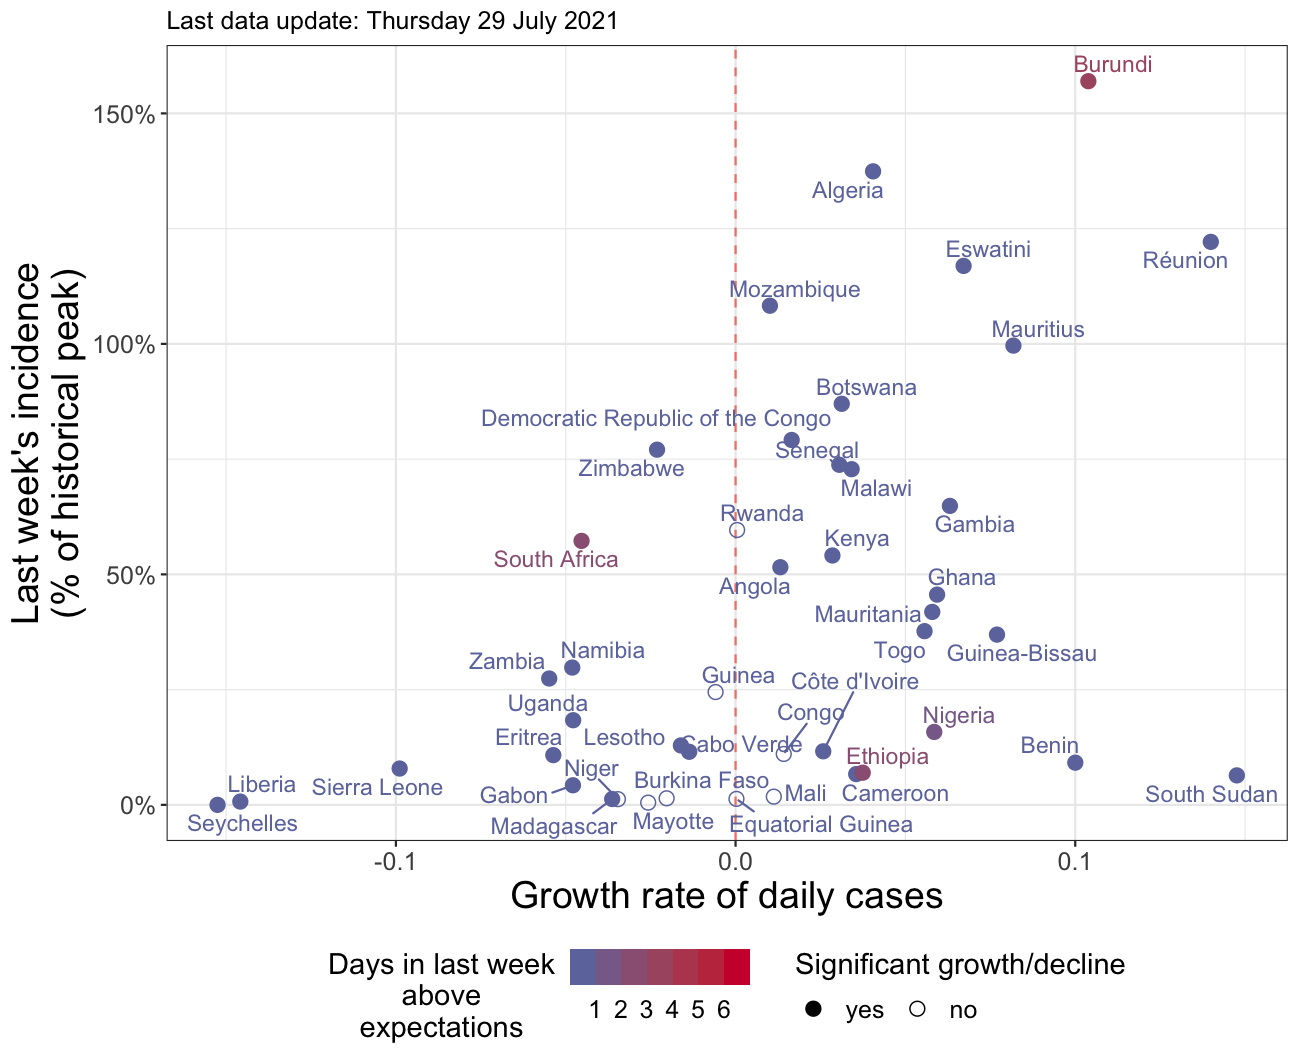 Last data update: Thursday 29 July 2021
Last week's incidence
(% of historical peak)
150%
100%
50%
0%
Burundi
Algeria
Eswatini
Réunion
Mozambique
Mauritius
Botswana
Democratic Republic of the Congo
Senegal
Zimbabwe
Malawi
Rwanda
Gambia
Kenya
South Africa
Ghana
Angola
Mauritania
Togo
Guinea-Bissau
Namibia
Zambia
Guinea
Côte d'Ivoire
Uganda
Congo
Nigeria
Eritrea
Lesotho
Cabo Verde
Benin
Ethiopia
Niger
Burkina Faso
Liberia
Sierra Leone
Gabon
Mali
Cameroon
South Sudan
Seychelles
Madagascar
Mayotte
Equatorial Guinea
-0.1
0.0
0.1
Growth rate of daily cases
Days in last week
above
expectations
1 2 3 4 5 6
Significant growth/decline
yes
no